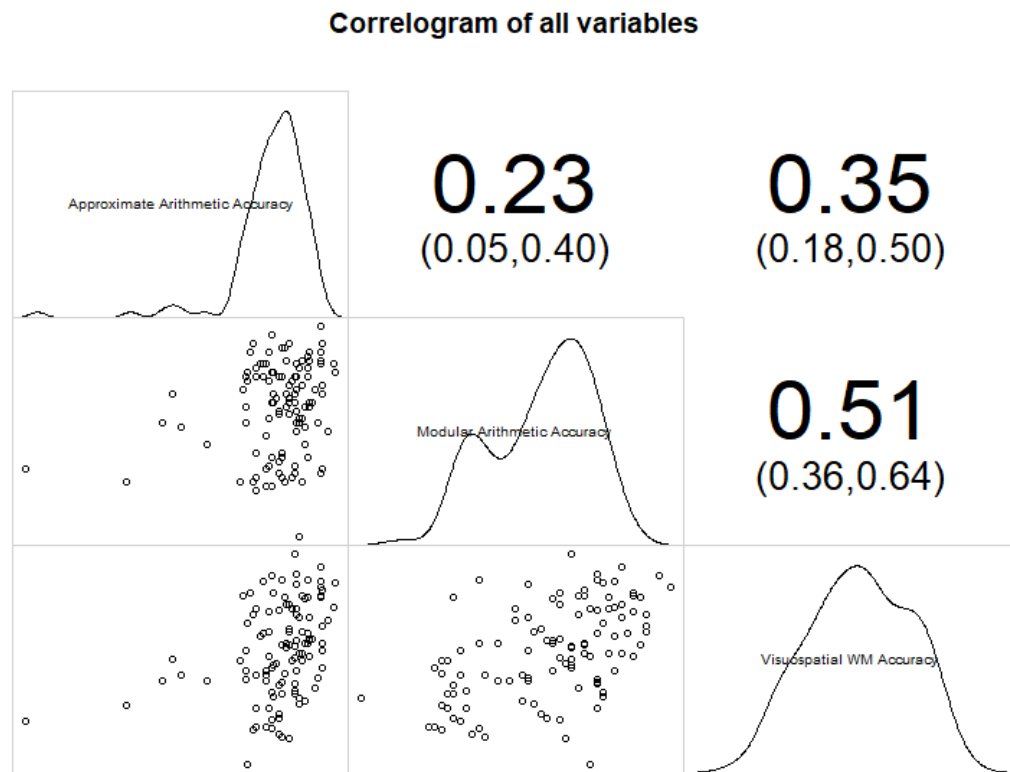 Correlogram of all variables
Approximate Arithmetic Accuracy
0.23
(0.05,0.40)
0.35
(0.18,0.50)
Modular Arithmetic Accuracy
0.51
(0.36,0.64)
Visuospatial WM Accuracy